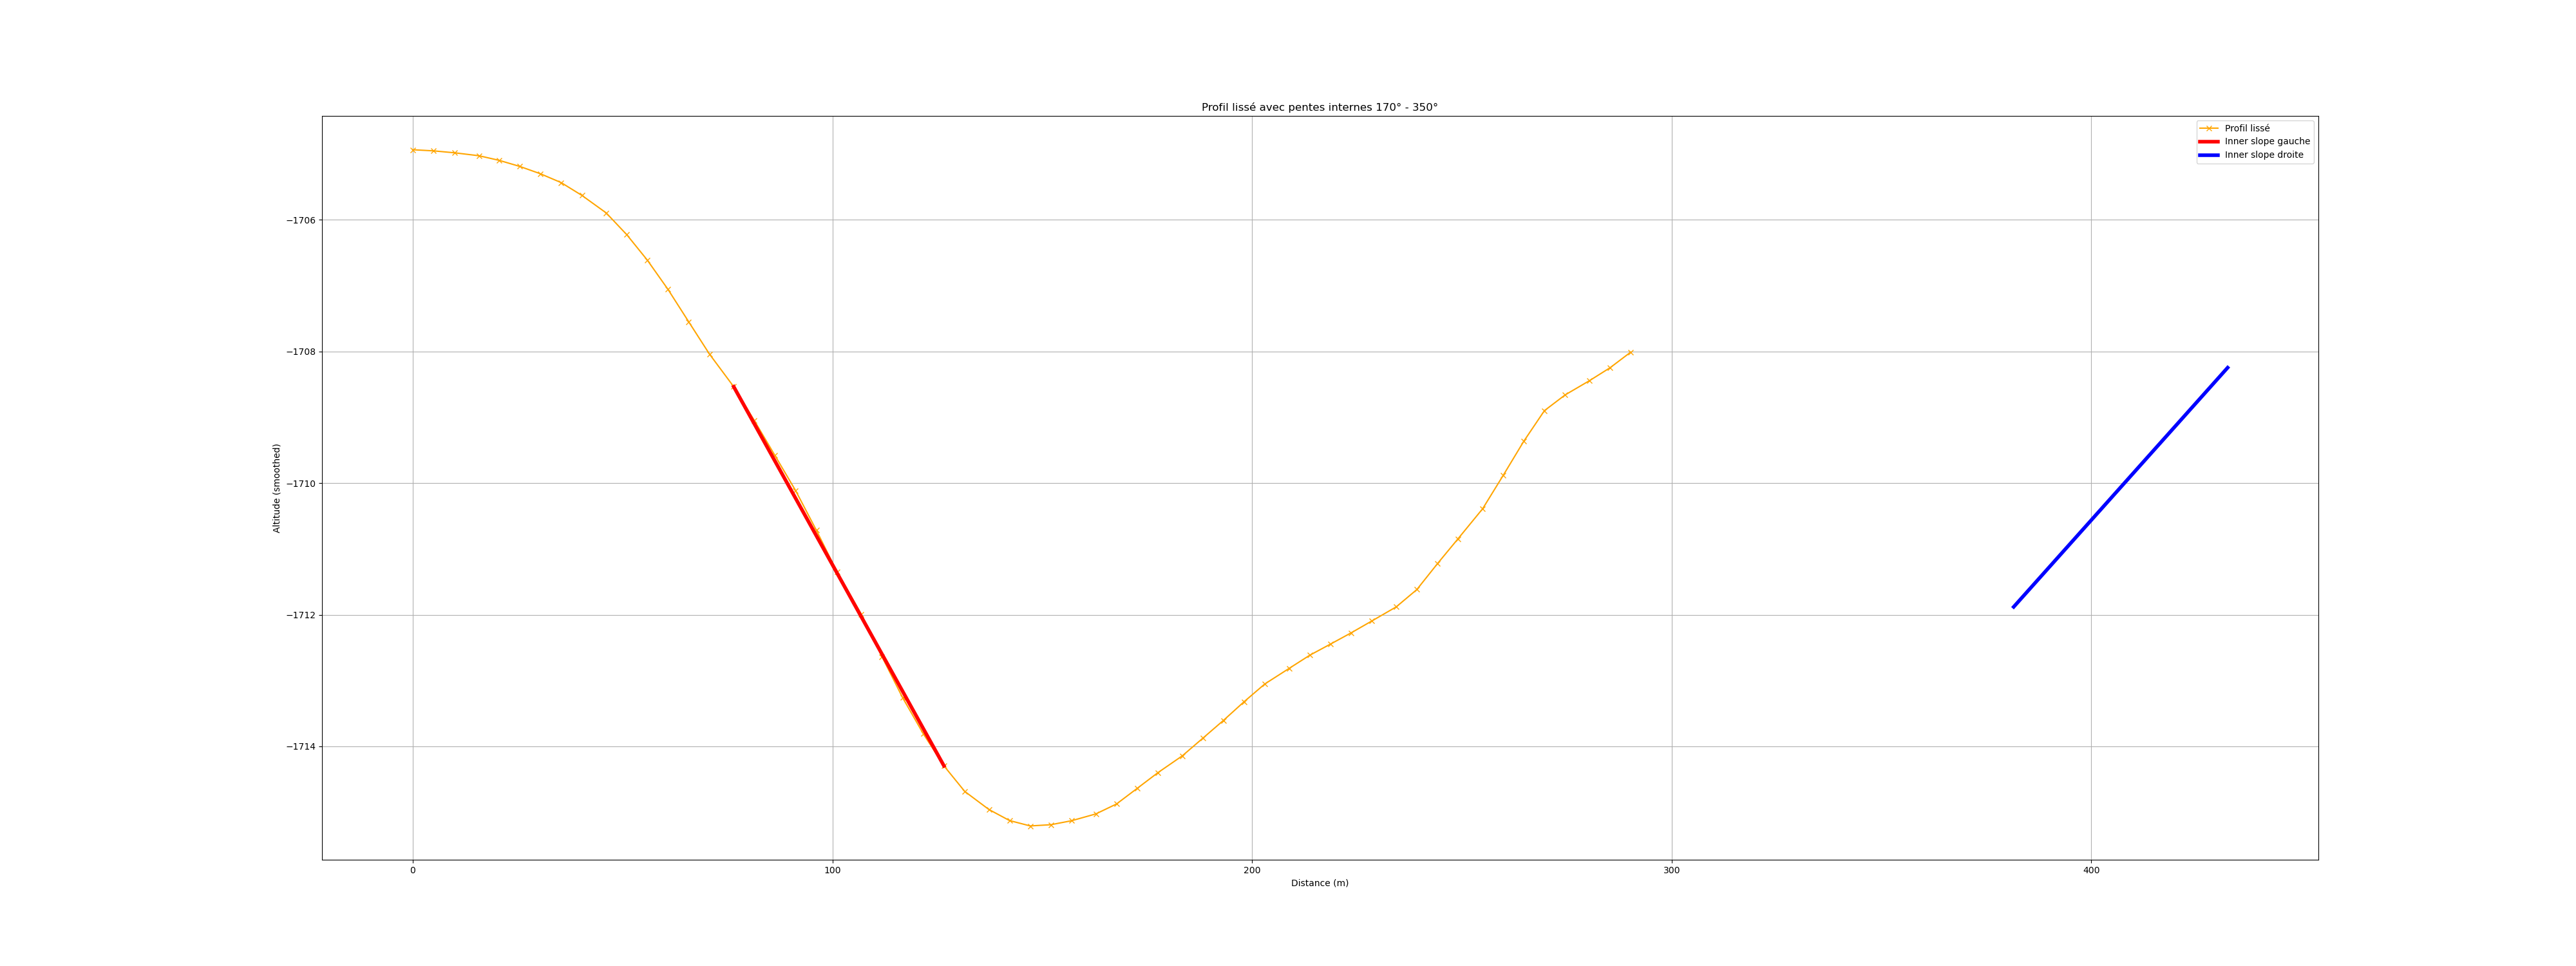 Profil lissé avec pentes internes 170° - 350°
Profil lissé
Inner slope gauche
Inner slope droite
Altitude (smoothed)
−1706
−1708
−1710
−1712
−1714
0
100
200
300
400
Distance (m)